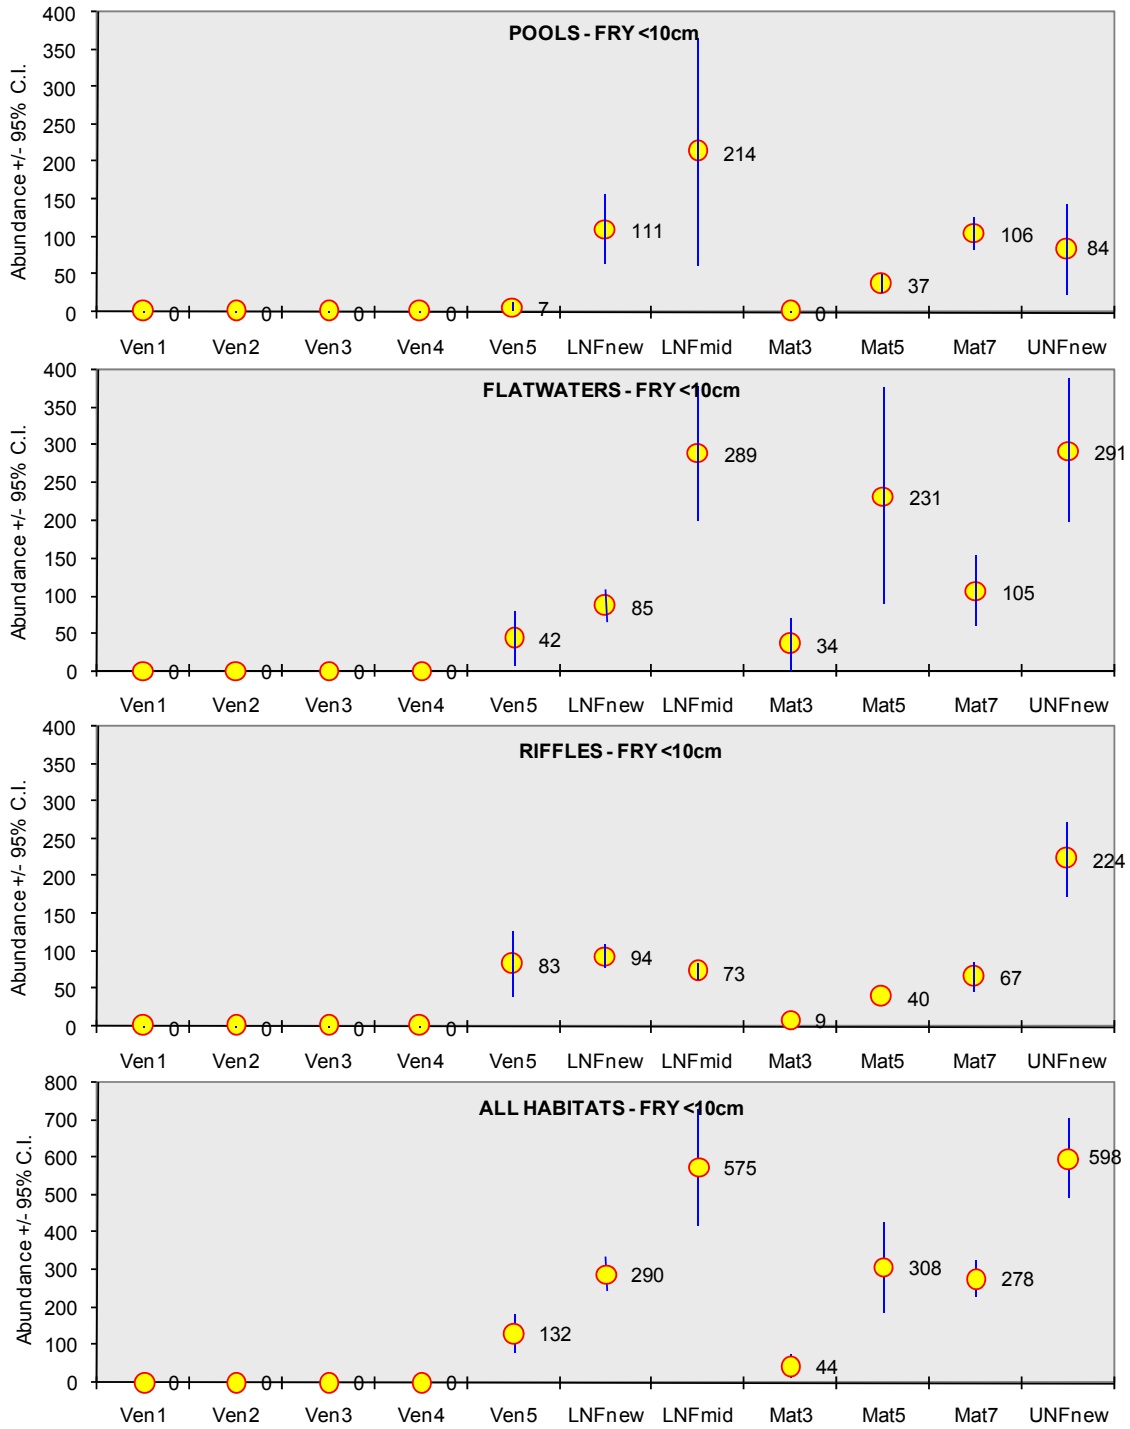 POOLS - FRY <10cm
Abundance +/- 95% C.I.
400
350
300
250
200
150
100
50
0
0 0 0 0 7 111 214 0 37 106 84
Ven1 Ven2 Ven3 Ven4 Ven5 LNFnew LNFmid Mat3 Mat5 Mat7 UNFnew
FLATWATERS - FRY <10cm
Abundance +/- 95% C.I.
400
350
300
250
200
150
100
50
0
0 0 0 0 42 85 289 34 231 105 291
Ven1 Ven2 Ven3 Ven4 Ven5 LNFnew LNFmid Mat3 Mat5 Mat7 UNFnew
RIFFLES - FRY <10cm
Abundance +/- 95% C.I.
400
350
300
250
200
150
100
50
0
0 0 0 0 83 94 73 9 40 67 224
Ven1 Ven2 Ven3 Ven4 Ven5 LNFnew LNFmid Mat3 Mat5 Mat7 UNFnew
ALL HABITATS - FRY <10cm
Abundance +/- 95% C.I.
800
700
600
500
400
300
200
100
0
0 0 0 0 132 290 575 44 308 278 598
Ven1 Ven2 Ven3 Ven4 Ven5 LNFnew LNFmid Mat3 Mat5 Mat7 UNFnew